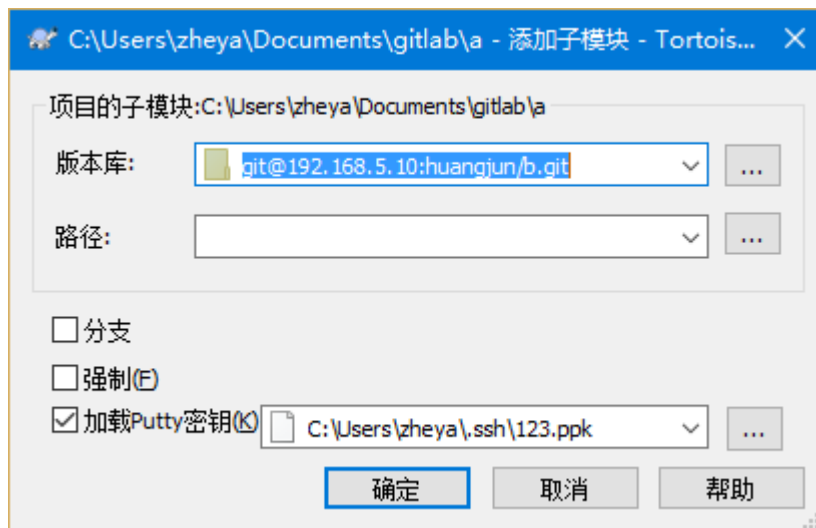 C:\Users\zheya\Documents\gitlab\a - 添加子模块 - Tortois...
项目的子模块:C:\Users\zheya\Documents\gitlab\a
版本库: git@192.168.5.10:huangjun/b.git ...
路径: ...
分支
强制(F)
加载Putty密钥(K) C:\Users\zheya\.ssh\123.ppk ...
确定 取消 帮助